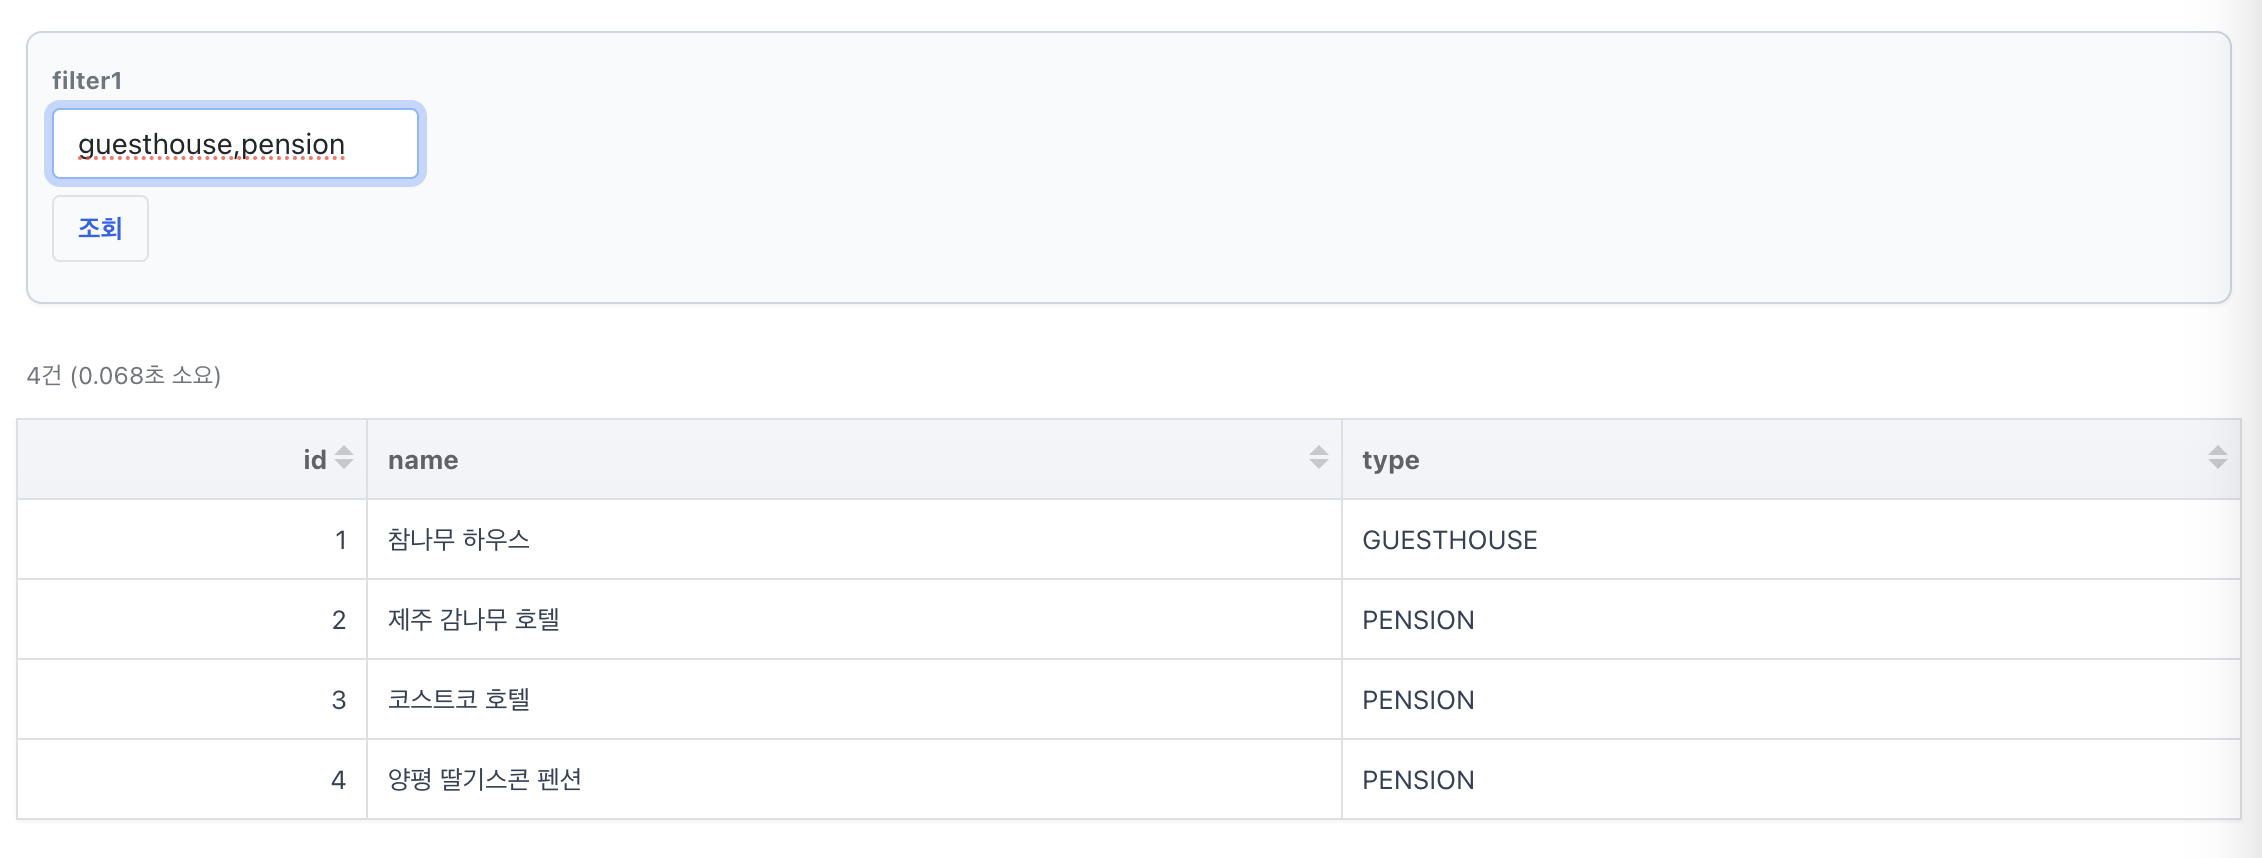 filter1
guesthouse,pension
조회
4건 (0.068초 소요)
id name type
1 참나무 하우스 GUESTHOUSE
2 제주 감나무 호텔 PENSION
3 코스트코 호텔 PENSION
4 양평 딸기스콘 펜션 PENSION